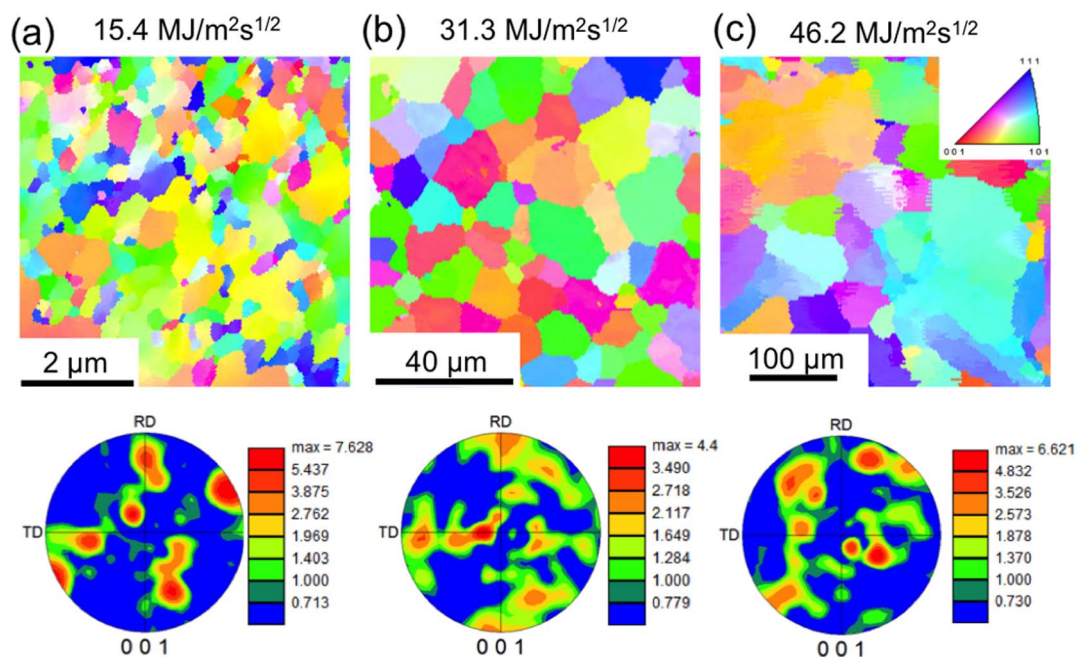 (a) 15.4 MJ/m²s¹/²
(b) 31.3 MJ/m²s¹/²
(c) 46.2 MJ/m²s¹/²
1 1 1
0 0 1
1 0 1
2 µm
40 µm
100 µm
RD
TD
0 0 1
max = 7.628
5.437
3.875
2.762
1.969
1.403
1.000
0.713
RD
TD
0 0 1
max = 4.4
3.490
2.718
2.117
1.649
1.284
1.000
0.779
RD
TD
0 0 1
max = 6.621
4.832
3.526
2.573
1.878
1.370
1.000
0.730